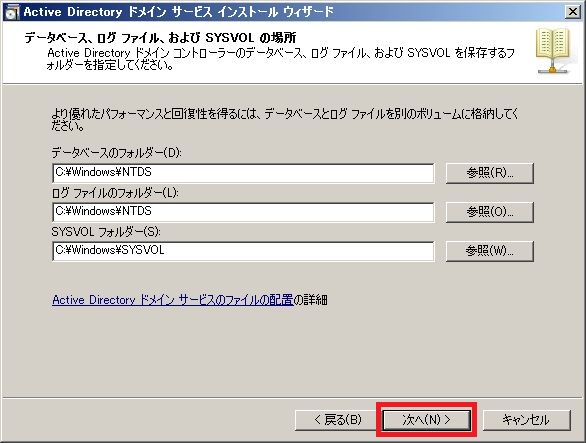 Active Directory ドメイン サービス インストール ウィザード
データベース、ログ ファイル、および SYSVOL の場所
Active Directory ドメイン コントローラーのデータベース、ログ ファイル、および SYSVOL を保存するフ
ォルダーを指定してください。
より優れたパフォーマンスと回復性を得るには、データベースとログ ファイルを別のボリュームに格納してく
ださい。
データベースのフォルダー(D):
C:¥Windows¥NTDS
参照(R)...
ログ ファイルのフォルダー(L):
C:¥Windows¥NTDS
参照(O)...
SYSVOL フォルダー(S):
C:¥Windows¥SYSVOL
参照(W)...
Active Directory ドメイン サービスのファイルの配置の詳細
< 戻る(B) 次へ(N) > キャンセル